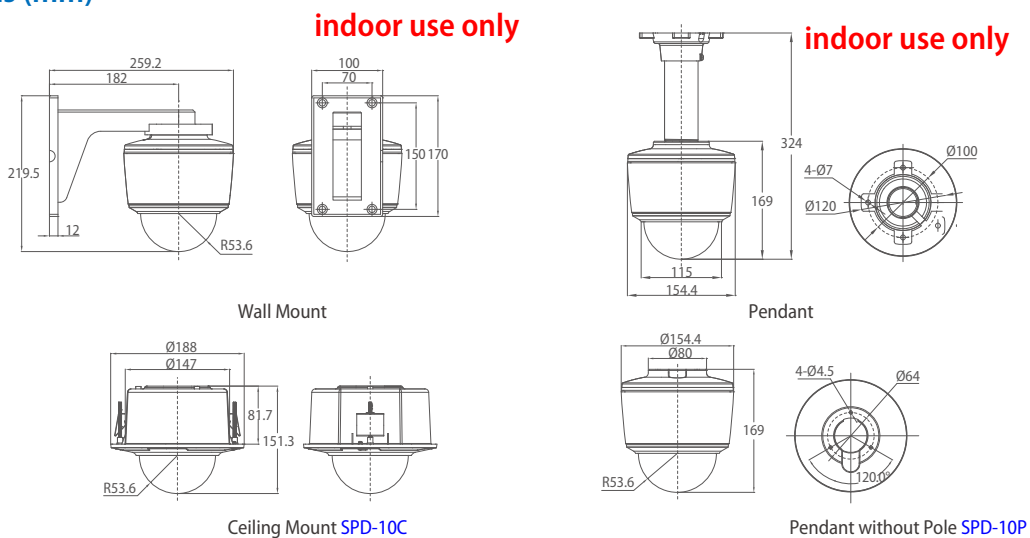 (mm)
indoor use only
indoor use only
259.2
182
219.5
12
R53.6
100
70
150
170
Wall Mount
324
169
115
154.4
Ø100
4-Ø7
Ø120
Pendant
Ø188
Ø147
81.7
151.3
R53.6
Ceiling Mount SPD-10C
Ø154.4
Ø80
169
R53.6
4-Ø4.5
Ø64
120.0°
Pendant without Pole SPD-10P